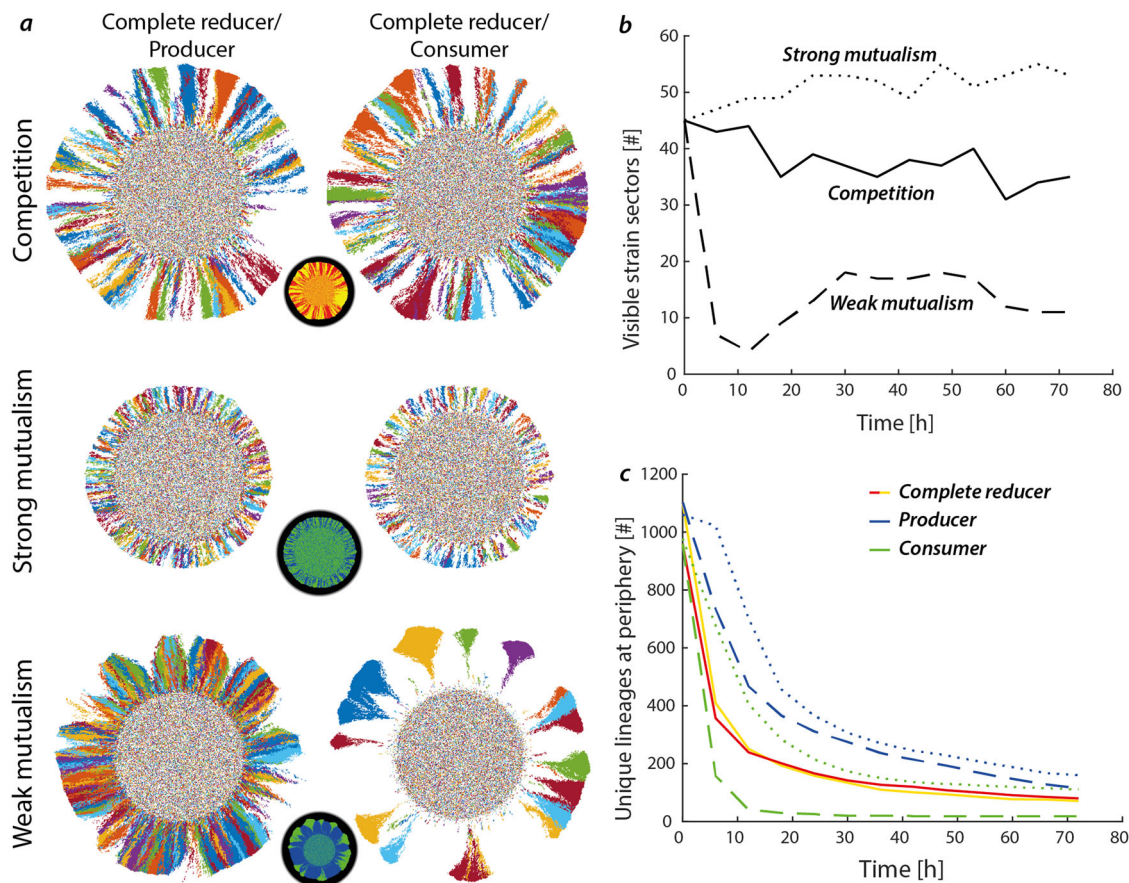 a
Complete reducer/
Producer
Complete reducer/
Consumer
Competition
Strong mutualism
Weak mutualism
b
60
50
40
30
20
10
0
Visible strain sectors [#]
Strong mutualism
Competition
Weak mutualism
0 10 20 30 40 50 60 70 80
Time [h]
c
1200
1000
800
600
400
200
0
Unique lineages at periphery [#]
Complete reducer
Producer
Consumer
0 10 20 30 40 50 60 70 80
Time [h]